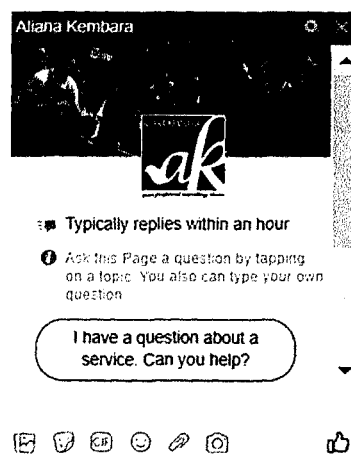 Aliana Kembara
ak
Typically replies within an hour
Ask this Page a question by tapping
on a topic. You also can type your own
question
I have a question about a
service. Can you help?
GIF